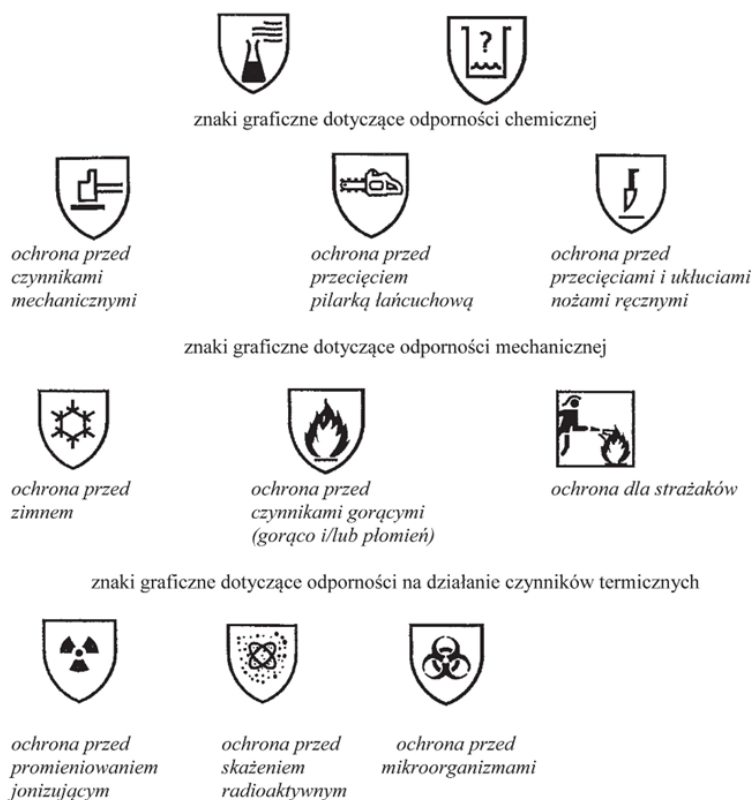 ?
znaki graficzne dotyczące odporności chemicznej
ochrona przed
czynnikami
mechanicznymi
ochrona przed
przecięciem
pilarką łańcuchową
ochrona przed
przecięciami i ukłuciami
nożami ręcznymi
znaki graficzne dotyczące odporności mechanicznej
ochrona przed
zimnem
ochrona przed
czynnikami gorącymi
(gorąco i/lub płomień)
ochrona dla strażaków
znaki graficzne dotyczące odporności na działanie czynników termicznych
ochrona przed
promieniowaniem
jonizującym
ochrona przed
skażeniem
radioaktywnym
ochrona przed
mikroorganizmami